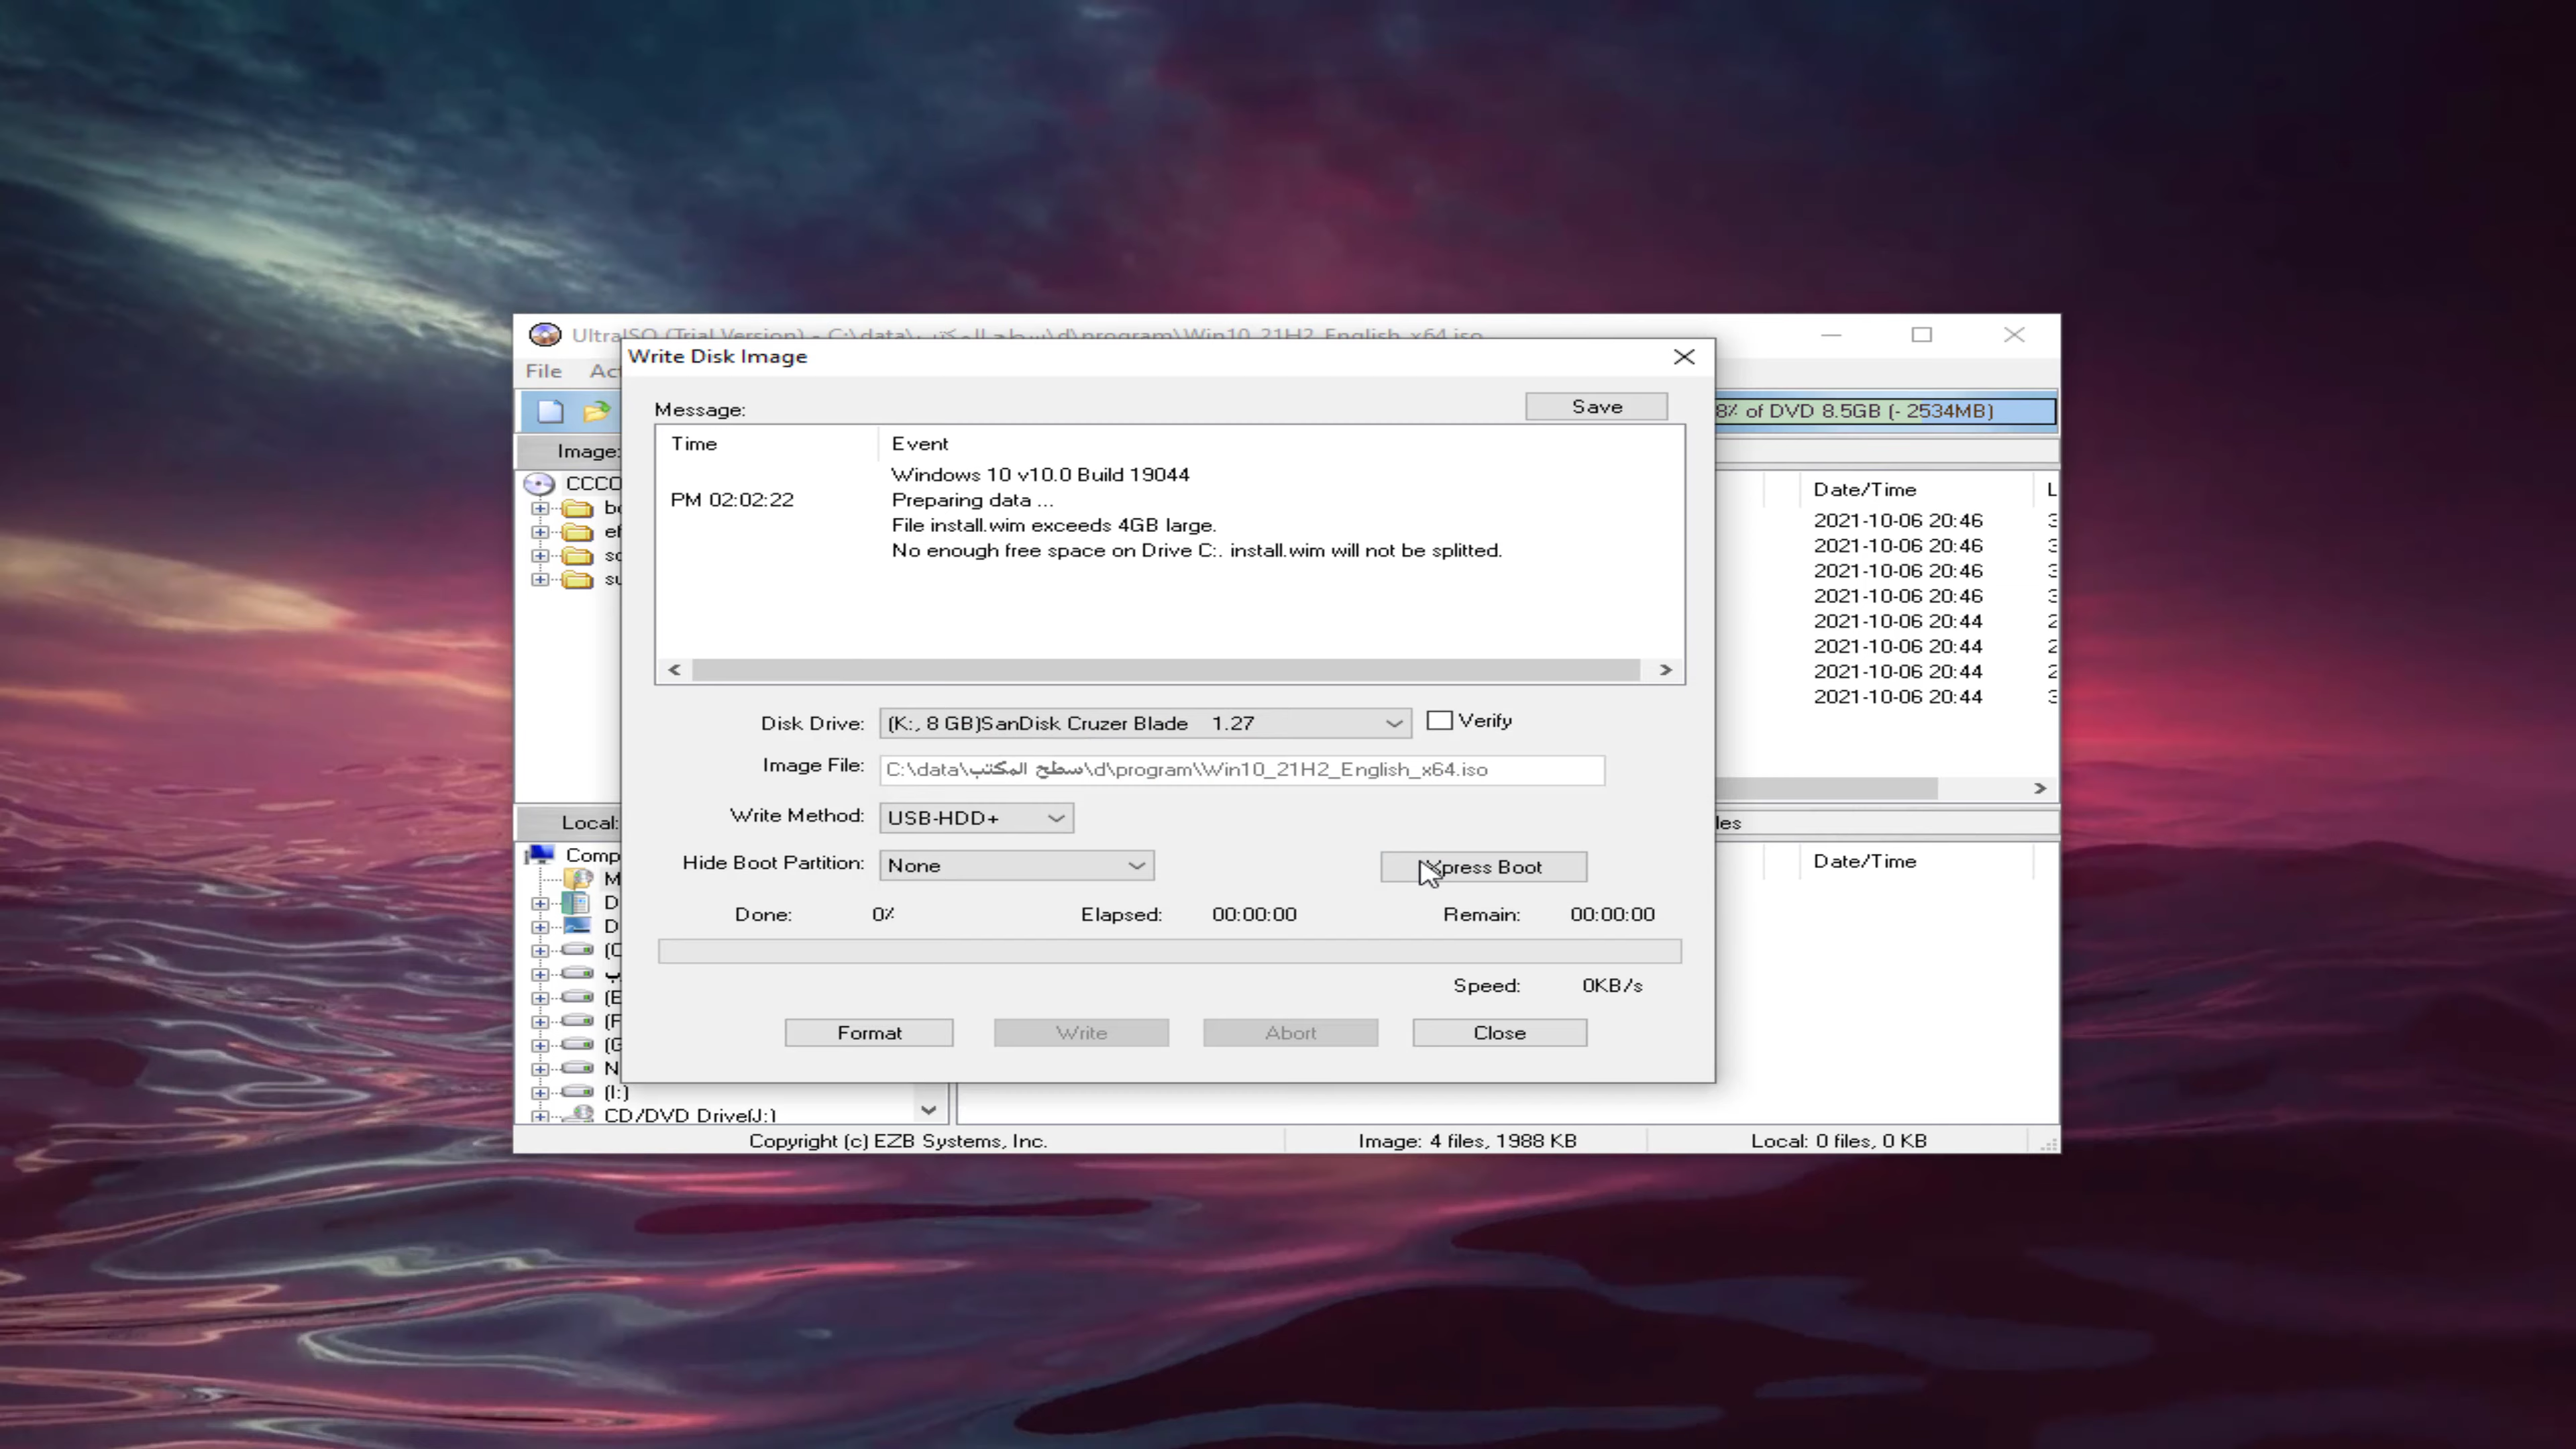 UltraISO (Trial Version) - C:\data\سطح المكتب\d\program\Win10_21H2_English_x64.iso
Write Disk Image
File
Message:
Save
8% of DVD 8.5GB (- 2534MB)
Time Event
Image:
Windows 10 v10.0 Build 19044
PM 02:02:22 Preparing data ...
File install.wim exceeds 4GB large.
No enough free space on Drive C:. install.wim will not be splitted.
Date/Time
2021-10-06 20:46
2021-10-06 20:46
2021-10-06 20:46
2021-10-06 20:46
2021-10-06 20:44
2021-10-06 20:44
2021-10-06 20:44
2021-10-06 20:44
Disk Drive: (K:, 8 GB)SanDisk Cruzer Blade 1.27 Verify
Image File: C:\data\سطح المكتب\d\program\Win10_21H2_English_x64.iso
Write Method: USB-HDD+
Local:
Hide Boot Partition: None
press Boot
Date/Time
Done: 0% Elapsed: 00:00:00 Remain: 00:00:00
Speed: 0KB/s
Format Write Abort Close
(I:)
CD/DVD Drive(J:)
Copyright (c) EZB Systems, Inc. Image: 4 files, 1988 KB Local: 0 files, 0 KB